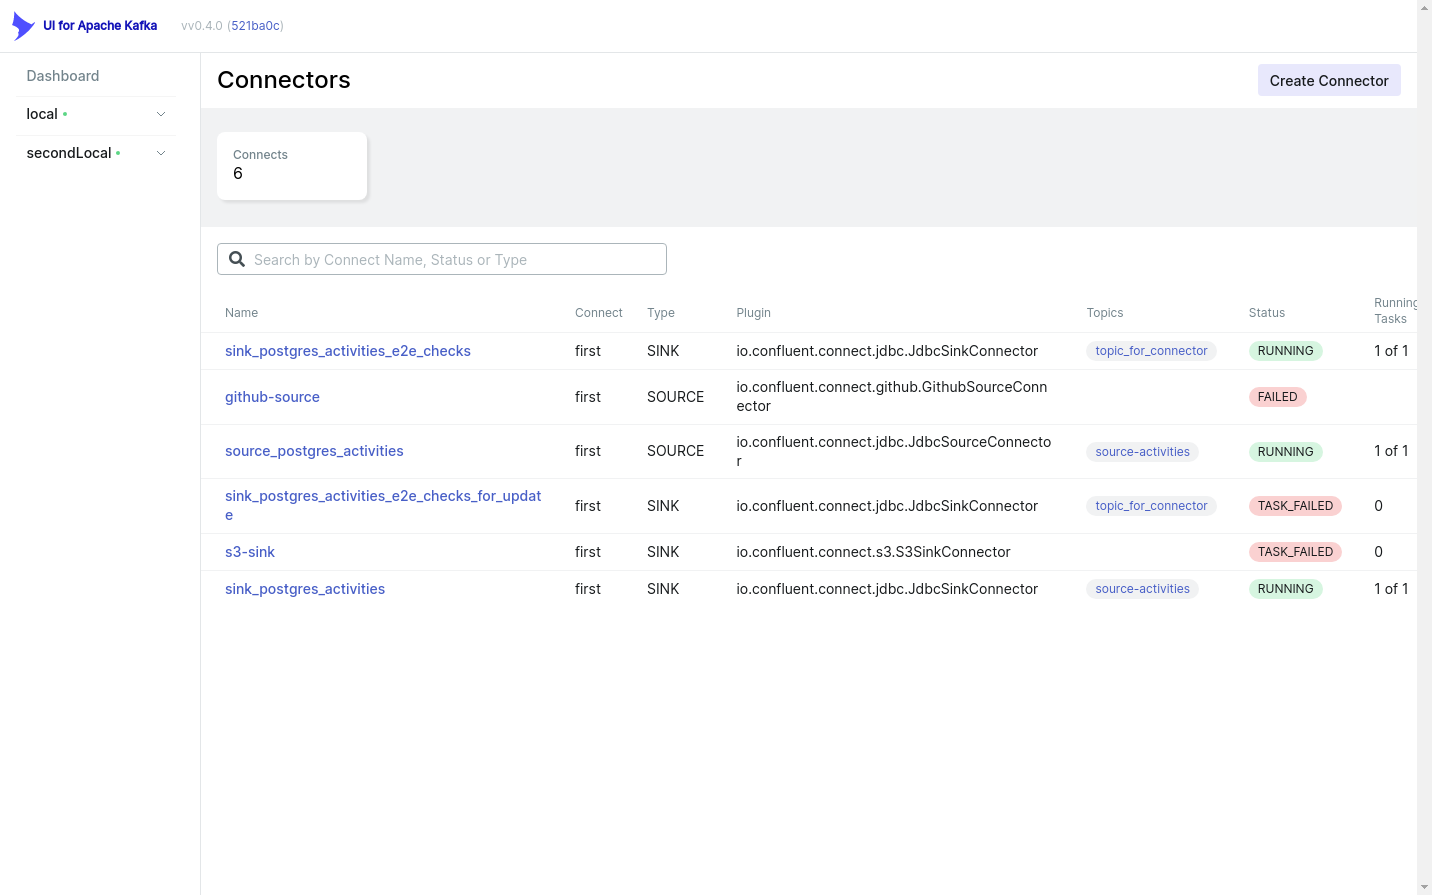 UI for Apache Kafka vv0.4.0 (521ba0c)
Dashboard
local
secondLocal
Connectors
Create Connector
Connects
6
Search by Connect Name, Status or Type
Name Connect Type Plugin Topics Status Running
Tasks
sink_postgres_activities_e2e_checks first SINK io.confluent.connect.jdbc.JdbcSinkConnector topic_for_connector RUNNING 1 of 1
github-source first SOURCE io.confluent.connect.github.GithubSourceConn
ector FAILED
source_postgres_activities first SOURCE io.confluent.connect.jdbc.JdbcSourceConnecto
r source-activities RUNNING 1 of 1
sink_postgres_activities_e2e_checks_for_updat
e first SINK io.confluent.connect.jdbc.JdbcSinkConnector topic_for_connector TASK_FAILED 0
s3-sink first SINK io.confluent.connect.s3.S3SinkConnector TASK_FAILED 0
sink_postgres_activities first SINK io.confluent.connect.jdbc.JdbcSinkConnector source-activities RUNNING 1 of 1